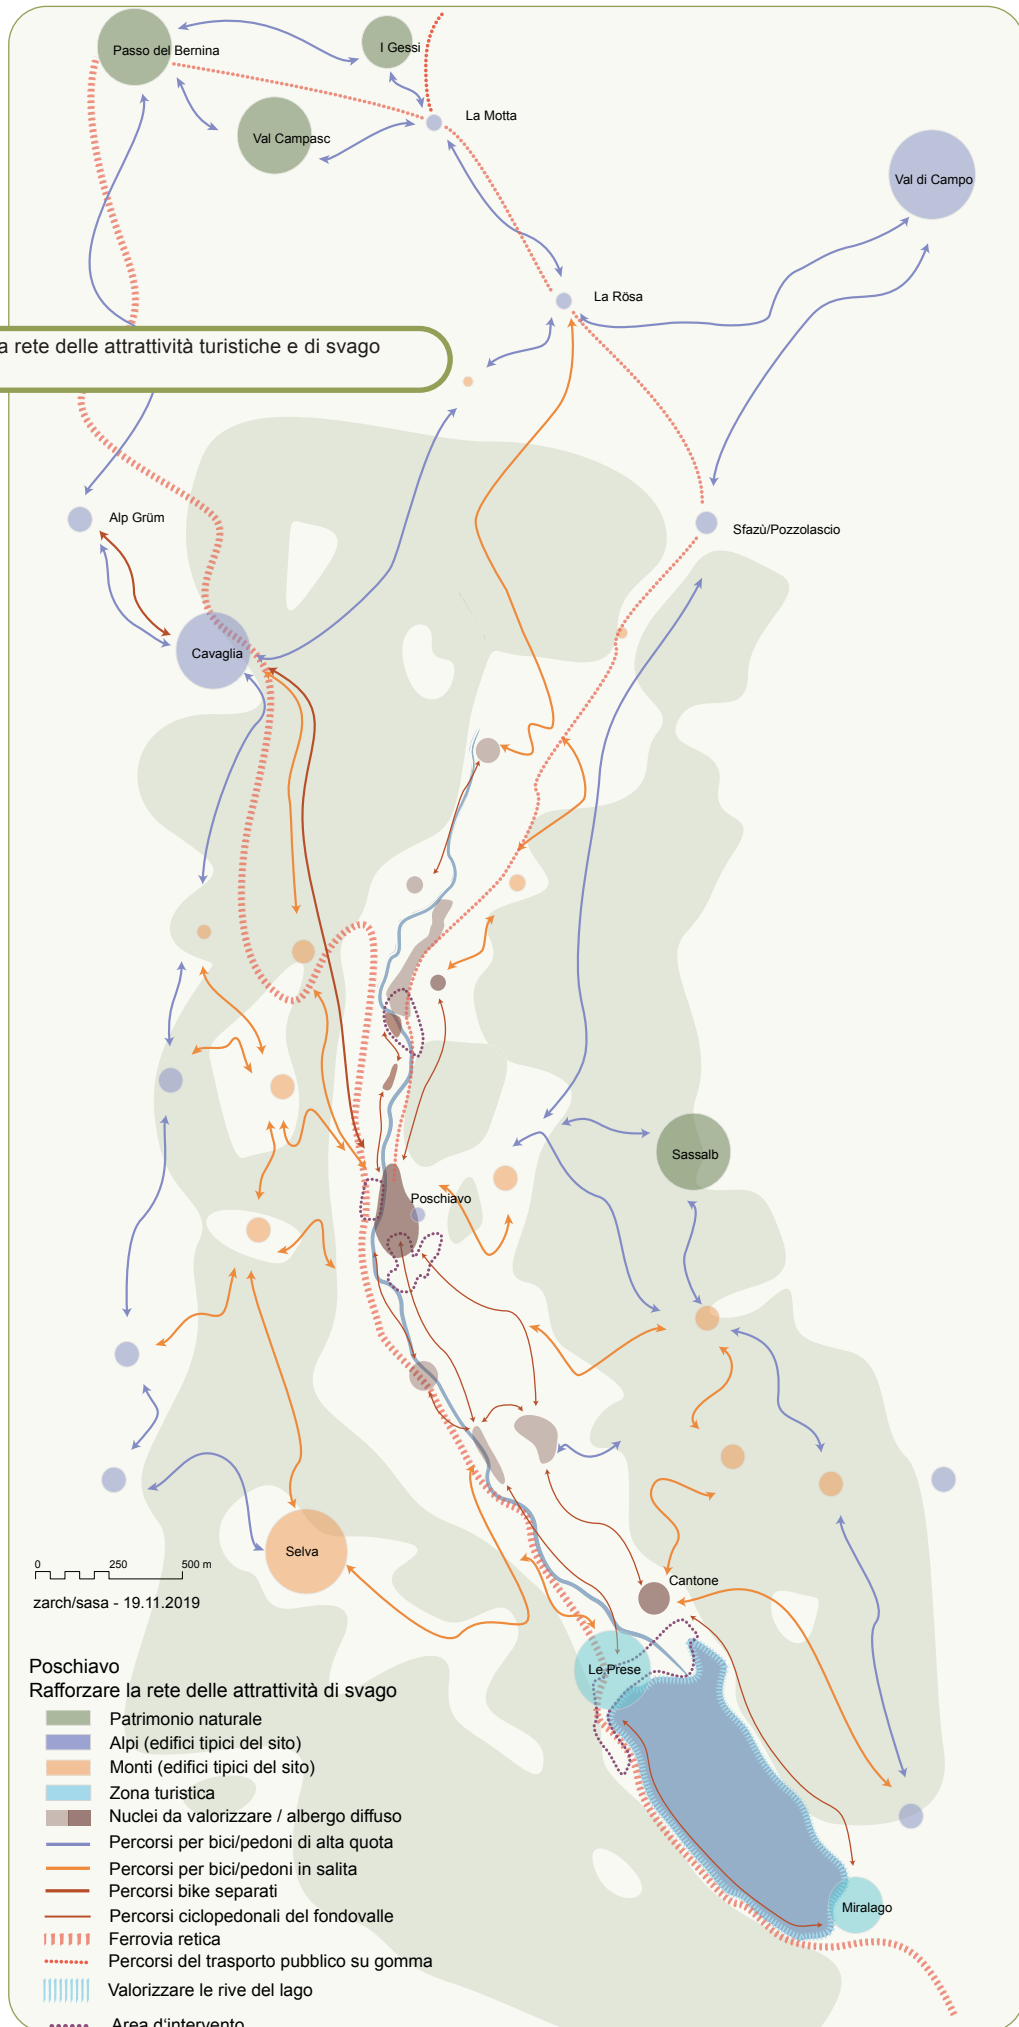 Passo del Bernina
I Gessi
La Motta
Val Campasc
Val di Campo
La Rösa
a rete delle attrattività turistiche e di svago
Alp Grüm
Sfazù/Pozzolascio
Cavaglia
Sassalb
Poschiavo
Selva
Cantone
Le Prese
Miralago
0 250 500 m
zarch/sasa - 19.11.2019
Poschiavo
Rafforzare la rete delle attrattività di svago
Patrimonio naturale
Alpi (edifici tipici del sito)
Monti (edifici tipici del sito)
Zona turistica
Nuclei da valorizzare / albergo diffuso
Percorsi per bici/pedoni di alta quota
Percorsi per bici/pedoni in salita
Percorsi bike separati
Percorsi ciclopedonali del fondovalle
Ferrovia retica
Percorsi del trasporto pubblico su gomma
Valorizzare le rive del lago
Area d'intervento